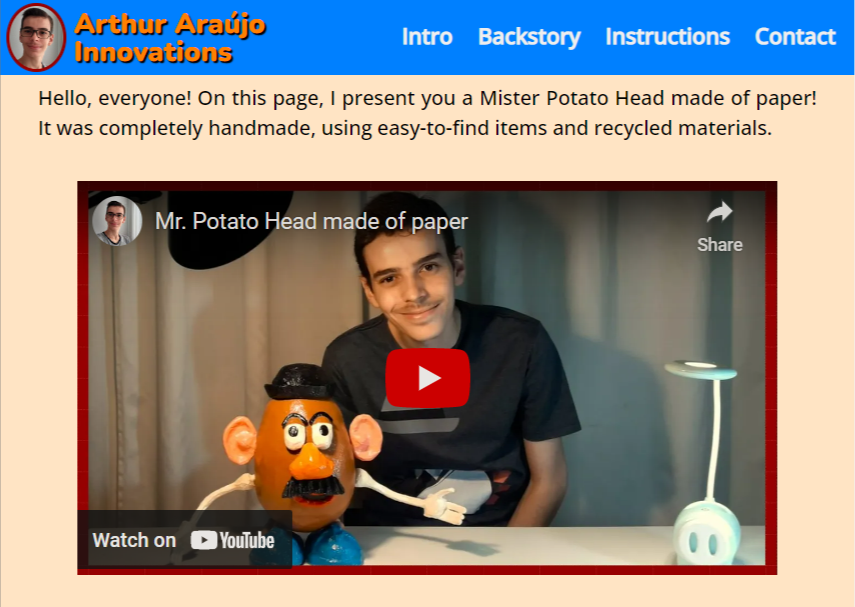 Arthur Araújo
Innovations
Intro Backstory Instructions Contact
Hello, everyone! On this page, I present you a Mister Potato Head made of paper!
It was completely handmade, using easy-to-find items and recycled materials.
Mr. Potato Head made of paper
Share
Watch on YouTube